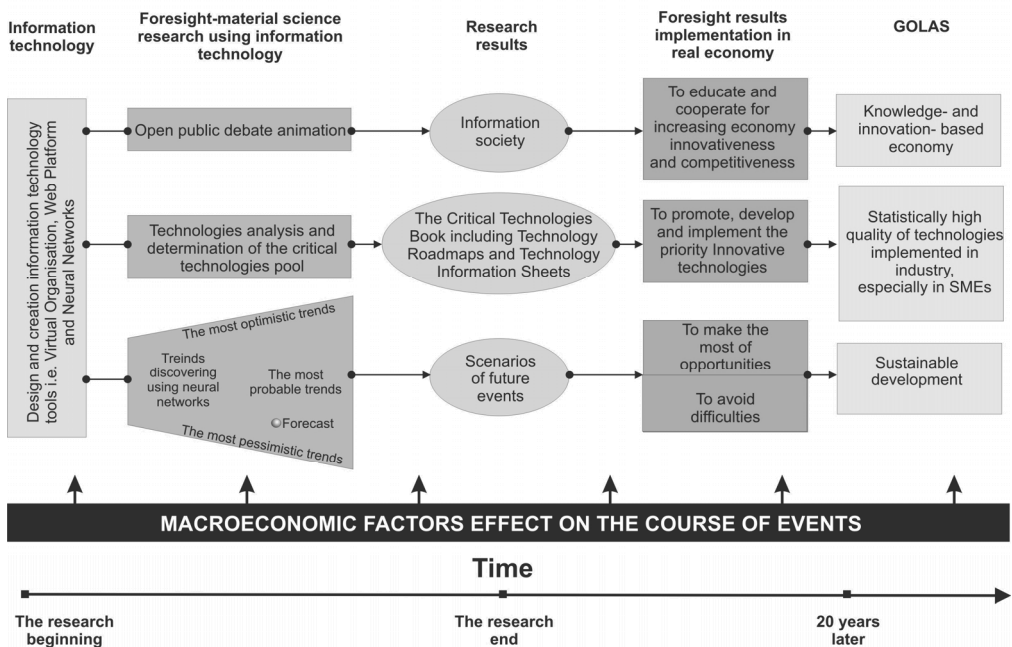 Information
technology
Foresight-material science
research using information
technology
Research
results
Foresight results
implementation in
real economy
GOLAS
Design and creation information technology
tools i.e. Virtual Organisation, Web Platform
and Neural Networks
Open public debate animation
Information
society
To educate and
cooperate for
increasing economy
innovativeness
and competitiveness
Knowledge- and
innovation- based
economy
Technologies analysis and
determination of the critical
technologies pool
The Critical Technologies
Book including Technology
Roadmaps and Technology
Information Sheets
To promote, develop
and implement the
priority Innovative
technologies
Statistically high
quality of technologies
implemented in
industry,
especially in SMEs
The most optimistic trends
Treinds
discovering
using neural
networks
The most
probable trends
Forecast
The most pessimistic trends
Scenarios
of future
events
To make the
most of
opportunities
To avoid
difficulties
Sustainable
development
MACROECONOMIC FACTORS EFFECT ON THE COURSE OF EVENTS
Time
The research
beginning
The research
end
20 years
later